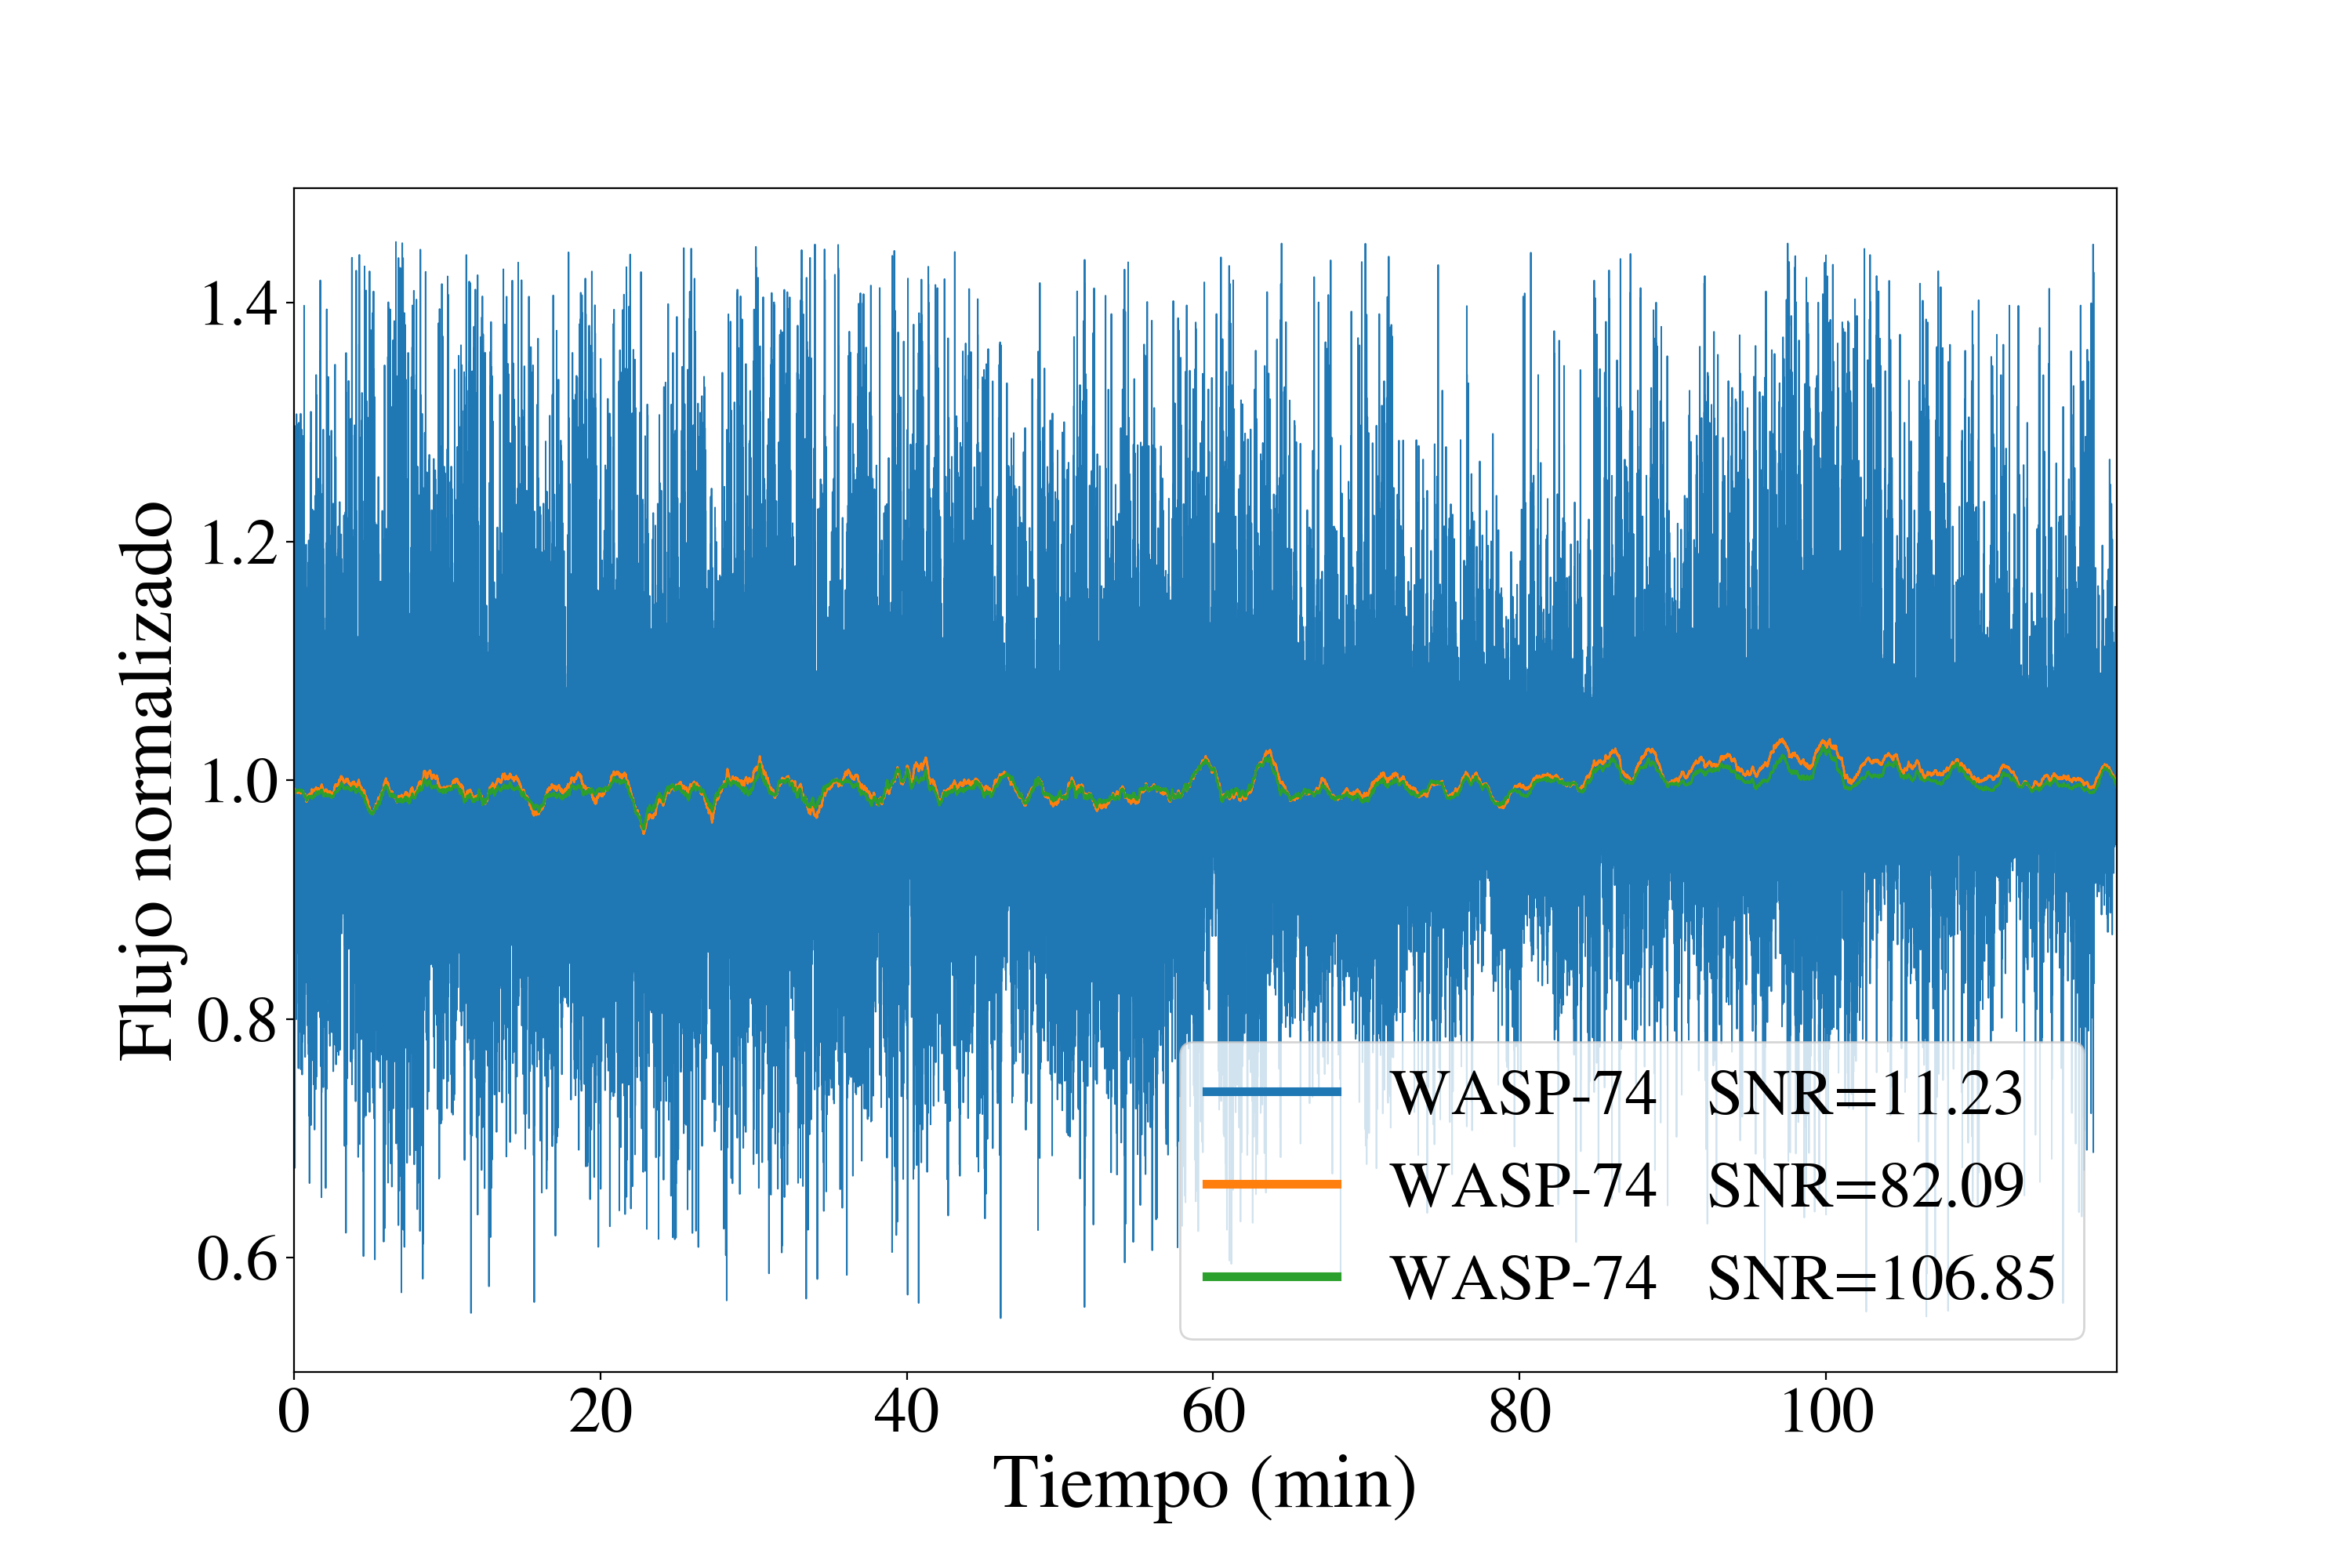 Flujo normalizado
1.4
1.2
1.0
0.8
0.6
WASP-74 SNR=11.23
WASP-74 SNR=82.09
WASP-74 SNR=106.85
0 20 40 60 80 100
Tiempo (min)